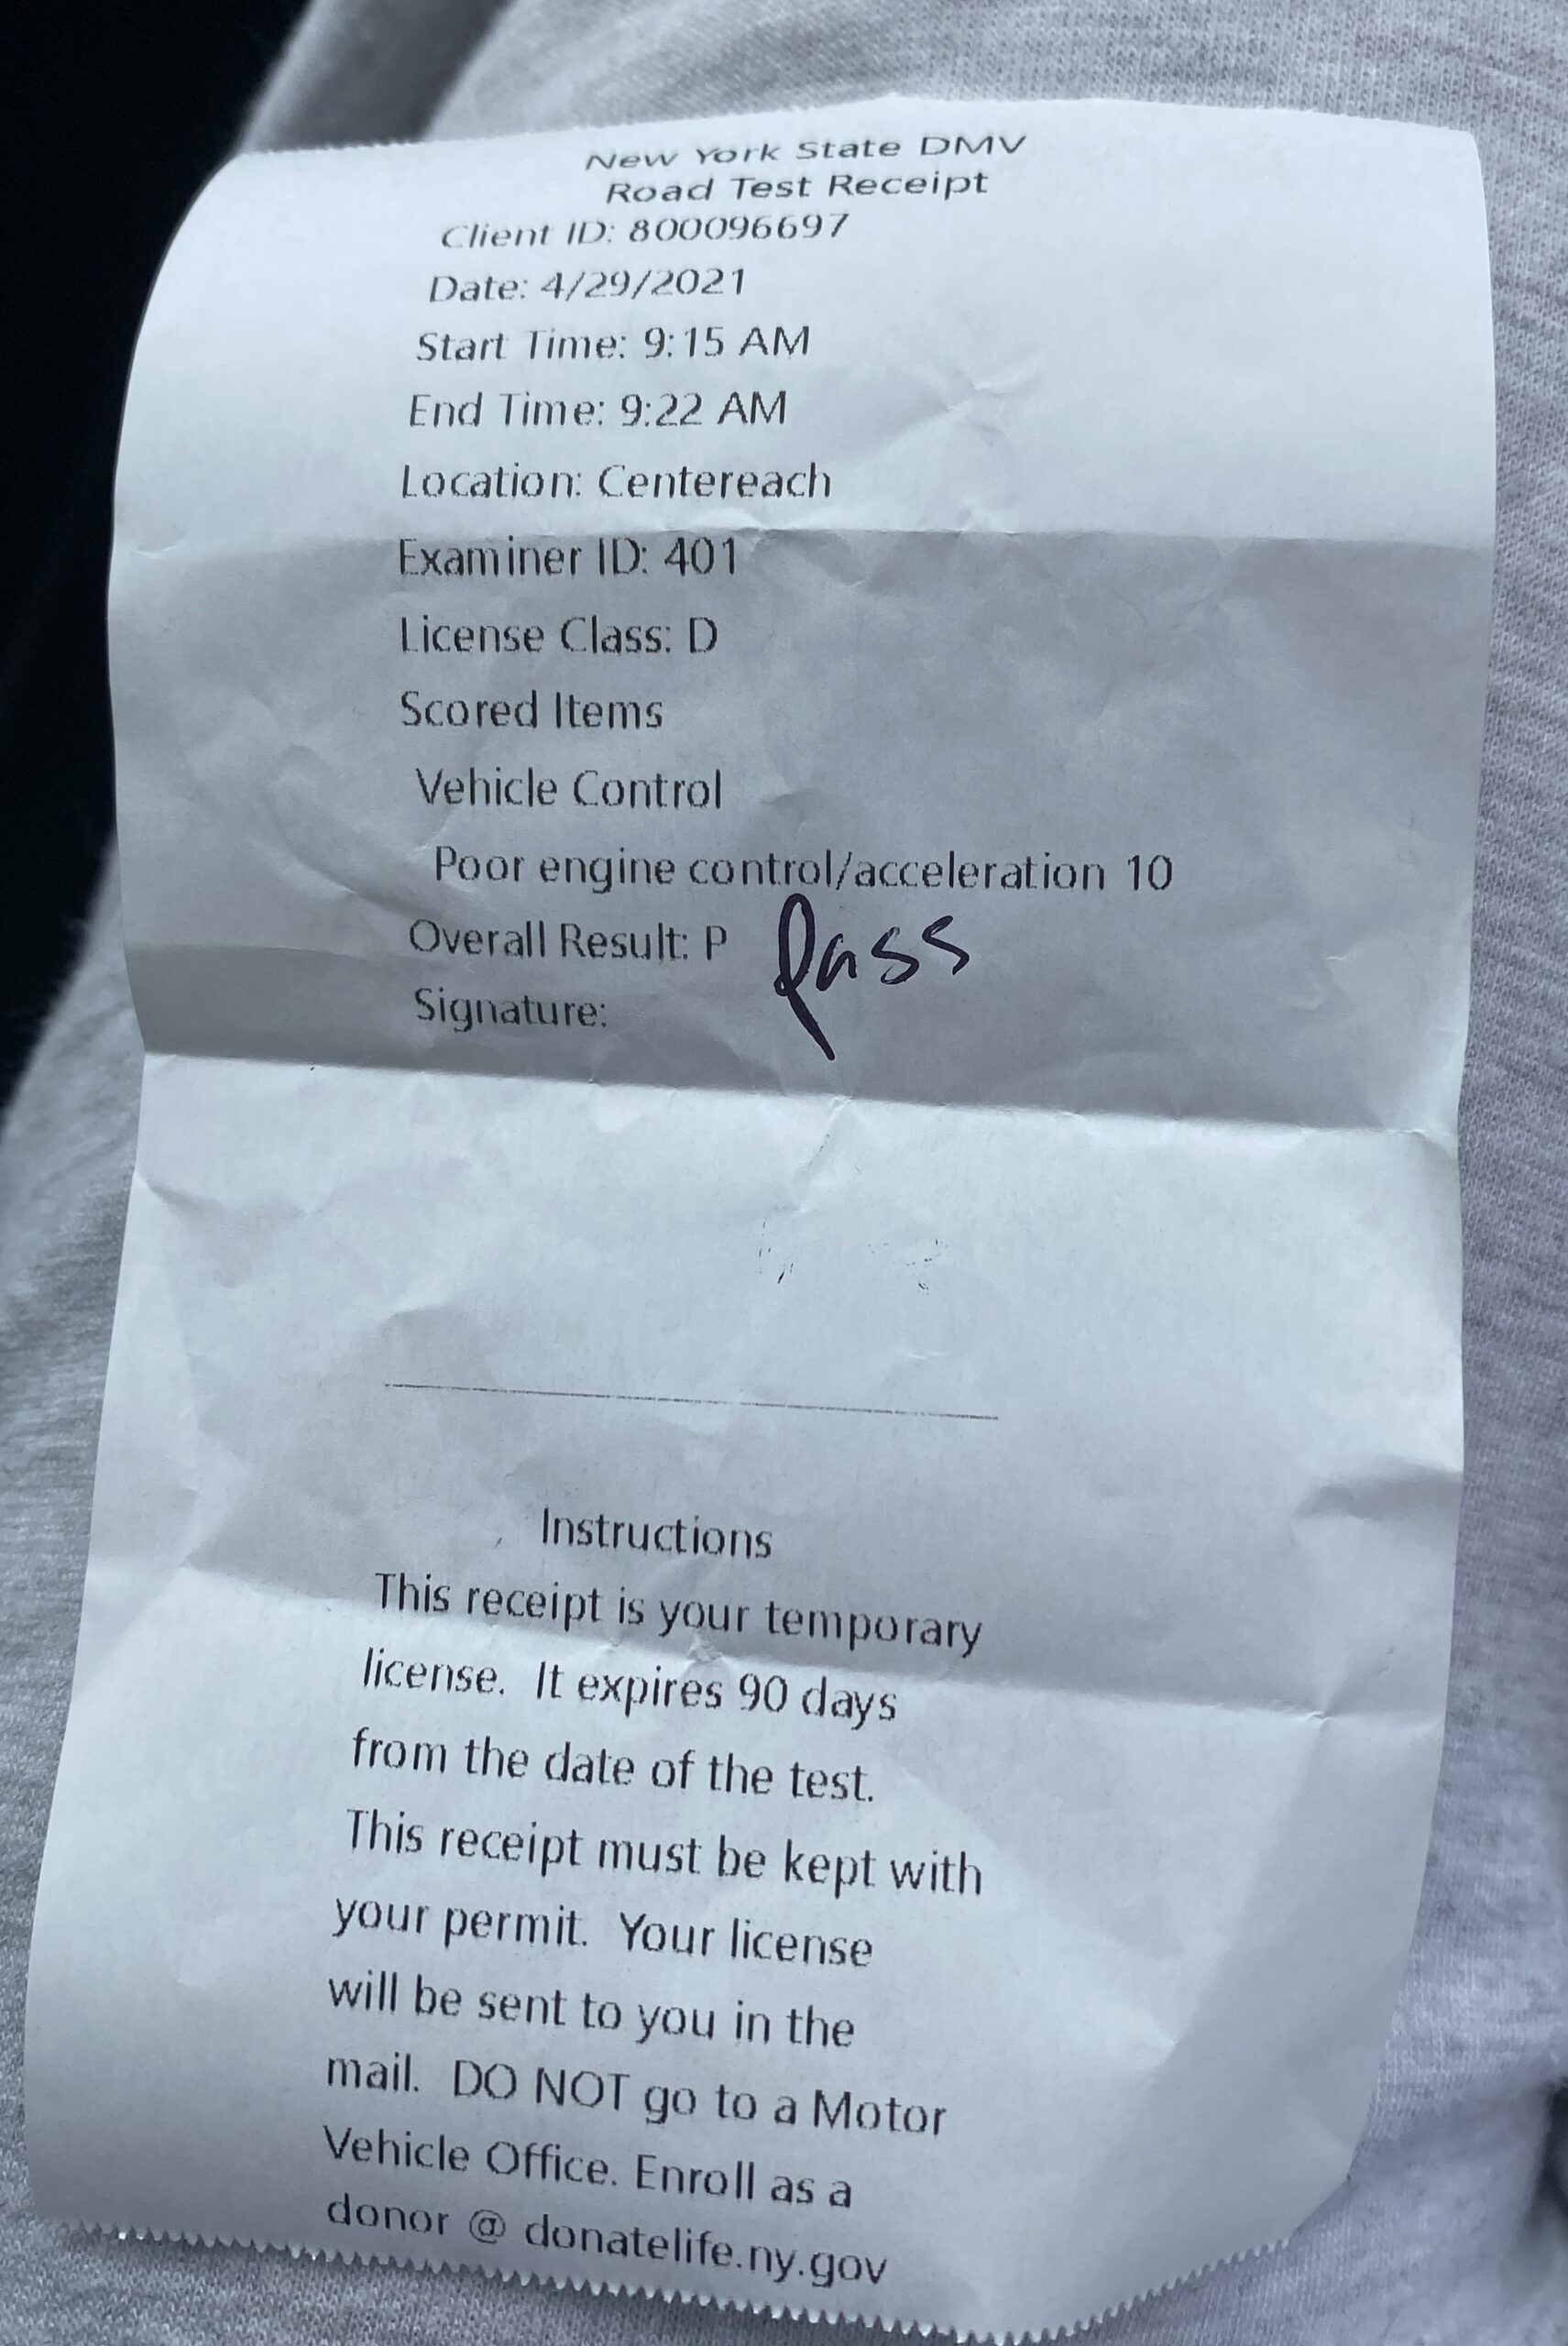 New York State DMV
Road Test Receipt
Client ID: 800096697
Date: 4/29/2021
Start Time: 9:15 AM
End Time: 9:22 AM
Location: Centereach
Examiner ID: 401
License Class: D
Scored Items
Vehicle Control
Poor engine control/acceleration 10
Overall Result: P pass
Signature:
Instructions
This receipt is your temporary
license. It expires 90 days
from the date of the test.
This receipt must be kept with
your permit. Your license
will be sent to you in the
mail. DO NOT go to a Motor
Vehicle Office. Enroll as a
donor @ donatelife.ny.gov